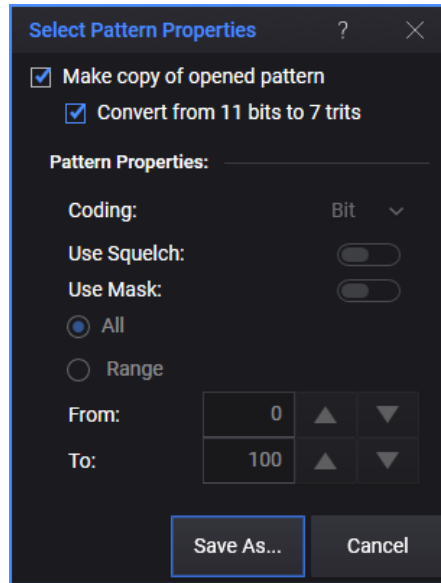 Select Pattern Properties ?
Make copy of opened pattern
Convert from 11 bits to 7 trits
Pattern Properties:
Coding: Bit
Use Squelch:
Use Mask:
All
Range
From: 0
To: 100
Save As... Cancel